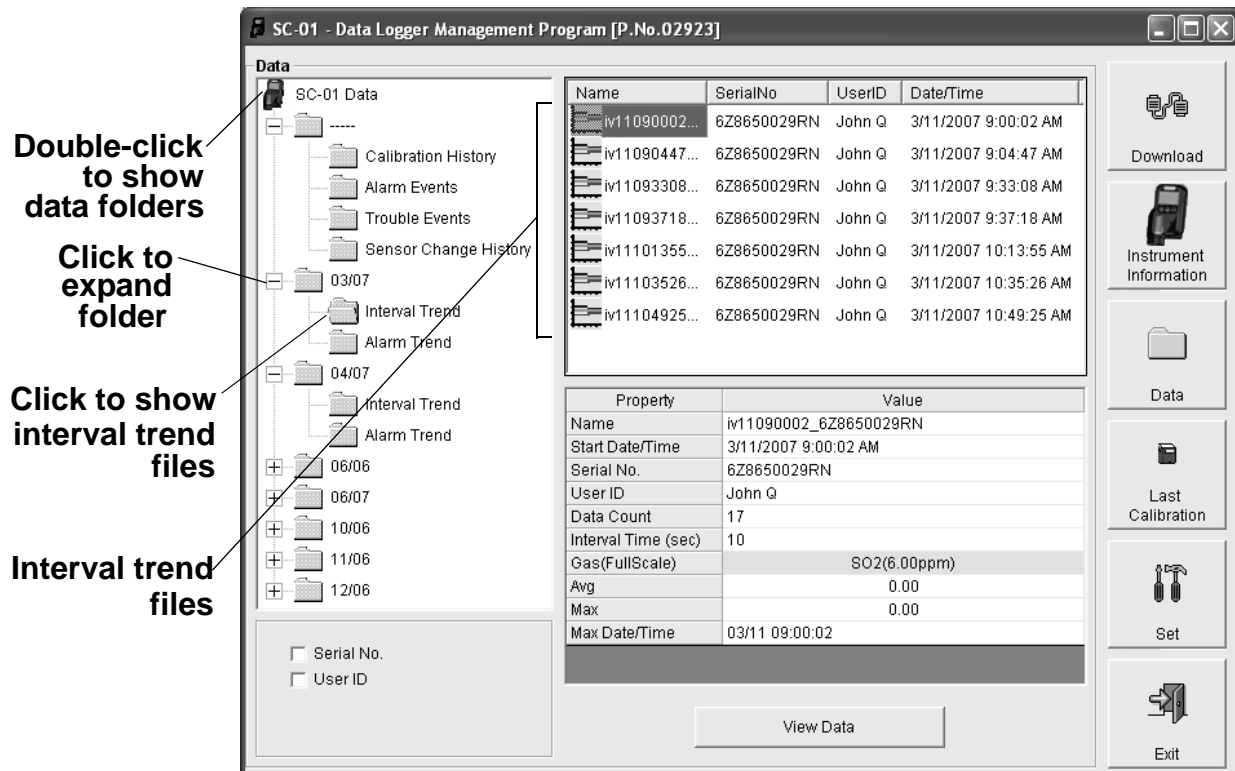 SC-01 - Data Logger Management Program [P.No.02923]
Data
SC-01 Data
-----
Calibration History
Alarm Events
Trouble Events
Sensor Change History
03/07
Interval Trend
Alarm Trend
04/07
Interval Trend
Alarm Trend
06/06
06/07
10/06
11/06
12/06
Serial No.
User ID
Double-click
to show
data folders
Click to
expand
folder
Click to show
interval trend
files
Interval trend
files
Name SerialNo UserID Date/Time
iv11090002... 6Z8650029RN John Q 3/11/2007 9:00:02 AM
iv11090447... 6Z8650029RN John Q 3/11/2007 9:04:47 AM
iv11093308... 6Z8650029RN John Q 3/11/2007 9:33:08 AM
iv11093718... 6Z8650029RN John Q 3/11/2007 9:37:18 AM
iv11101355... 6Z8650029RN John Q 3/11/2007 10:13:55 AM
iv11103526... 6Z8650029RN John Q 3/11/2007 10:35:26 AM
iv11104925... 6Z8650029RN John Q 3/11/2007 10:49:25 AM
Property Value
Name iv11090002_6Z8650029RN
Start Date/Time 3/11/2007 9:00:02 AM
Serial No. 6Z8650029RN
User ID John Q
Data Count 17
Interval Time (sec) 10
Gas(FullScale) SO2(6.00ppm)
Avg 0.00
Max 0.00
Max Date/Time 03/11 09:00:02
View Data
Download
Instrument
Information
Data
Last
Calibration
Set
Exit